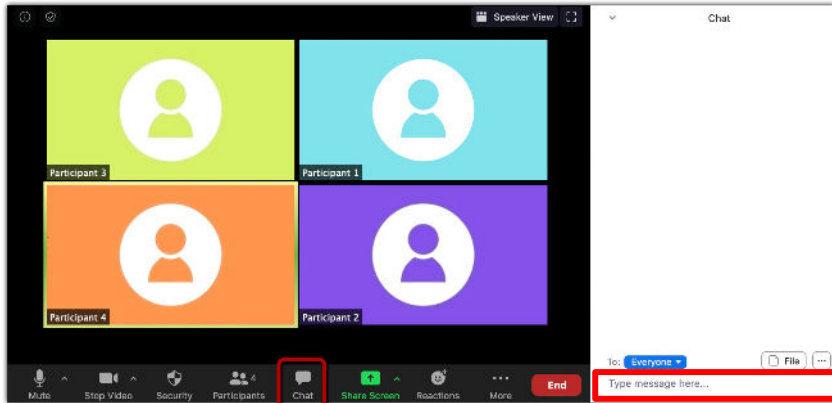 Speaker View
Chat
Participant 3
Participant 1
Participant 4
Participant 2
To: Everyone
File
Type message here...
4
Mute
Stop Video
Security
Participants
Chat
Share Screen
Reactions
More
End